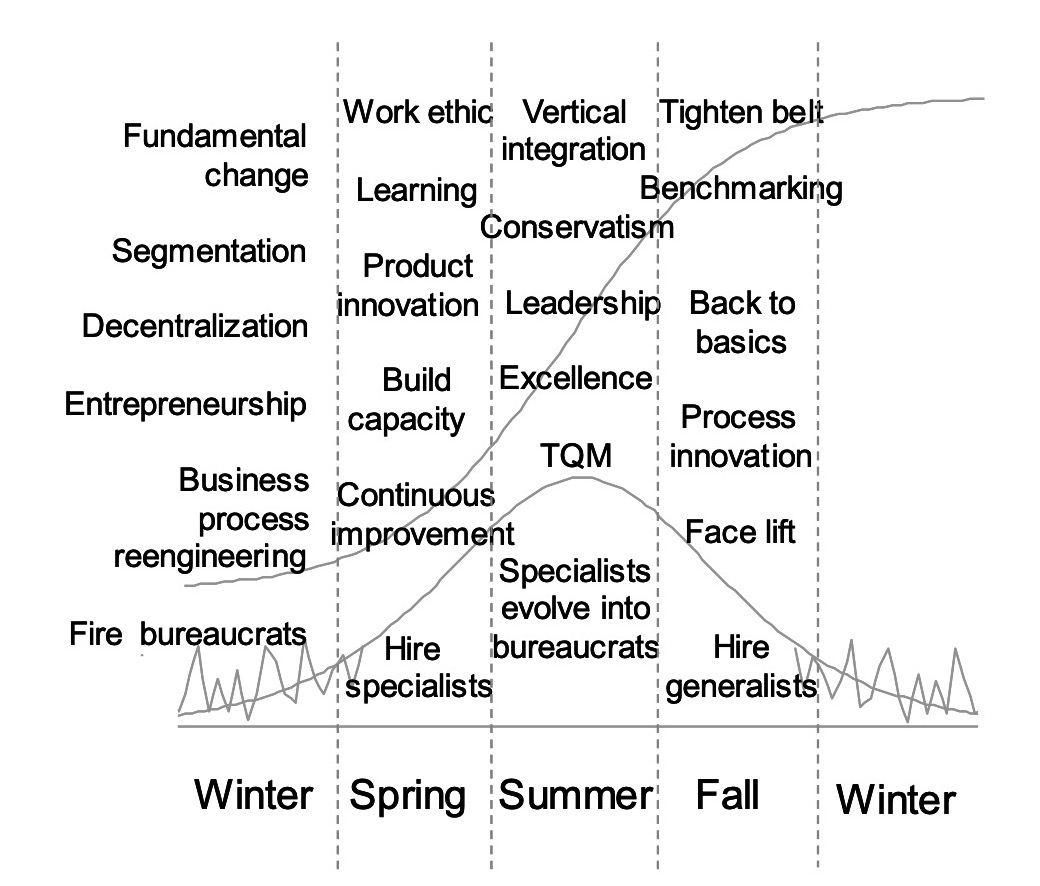 Fundamental
change
Segmentation
Decentralization
Entrepreneurship
Business
process
reengineering
Fire bureaucrats
Work ethic
Learning
Product
innovation
Build
capacity
Continuous
improvement
Hire
specialists
Vertical
integration
Conservatism
Leadership
Excellence
TQM
Specialists
evolve into
bureaucrats
Tighten belt
Benchmarking
Back to
basics
Process
innovation
Face lift
Hire
generalists
Winter
Spring
Summer
Fall
Winter